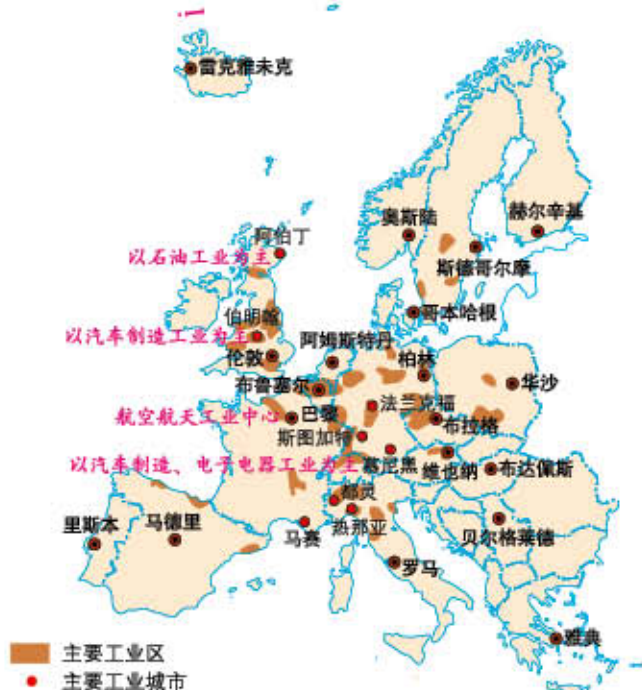 雷克雅未克
奥斯陆
赫尔辛基
阿伯丁
以石油工业为主
斯德哥尔摩
哥本哈根
伯明翰
以汽车制造工业为主
阿姆斯特丹
伦敦
柏林
华沙
布鲁塞尔
法兰克福
航空航天工业中心
巴黎
布拉格
斯图加特
以汽车制造、电子电器工业为主
慕尼黑
维也纳
布达佩斯
都灵
热那亚
里斯本
马德里
马赛
贝尔格莱德
罗马
雅典
主要工业区
主要工业城市